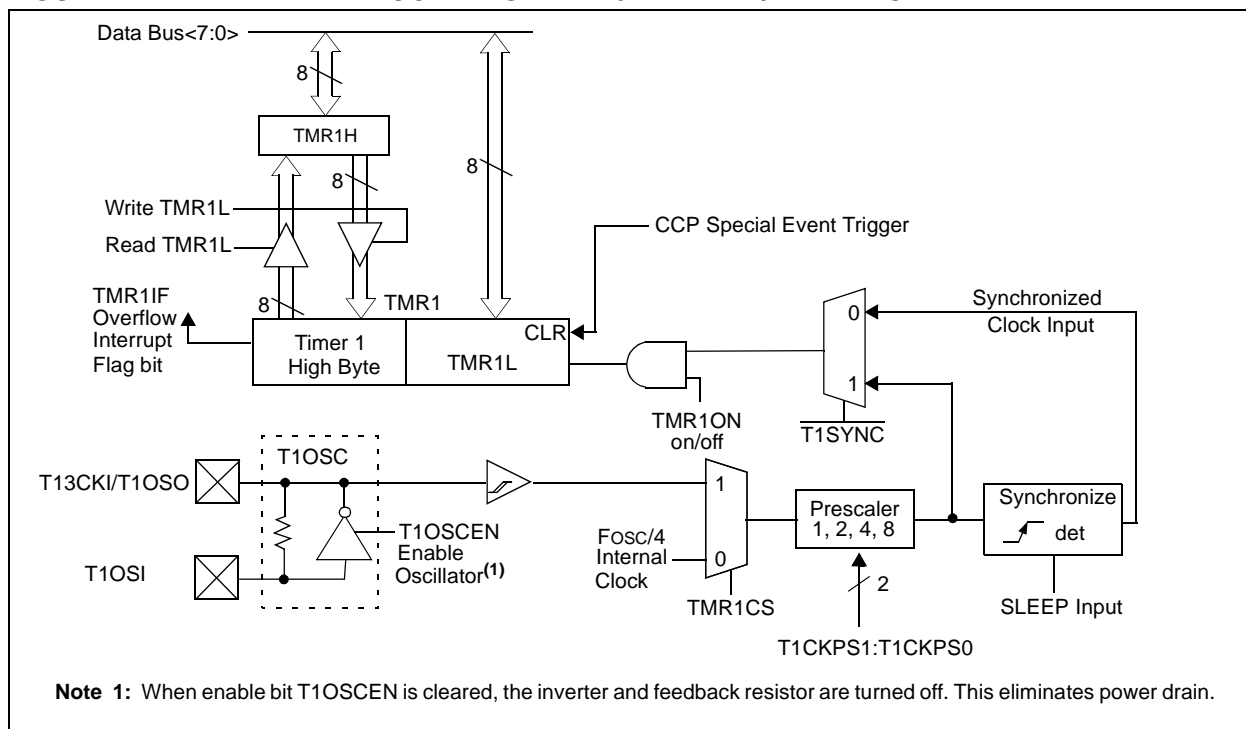 Data Bus<7:0>
8
TMR1H
8
8
Write TMR1L
Read TMR1L
CCP Special Event Trigger
8
TMR1
TMR1IF
Overflow
Interrupt
Flag bit
Timer 1
High Byte
TMR1L
CLR
0
1
Synchronized
Clock Input
TMR1ON
on/off
T1SYNC
T1OSC
T13CKI/T1OSO
T1OSI
T1OSCEN
Enable
Oscillator(1)
FOSC/4
Internal
Clock
1
0
TMR1CS
Prescaler
1, 2, 4, 8
2
T1CKPS1:T1CKPS0
Synchronize
det
SLEEP Input
Note 1: When enable bit T1OSCEN is cleared, the inverter and feedback resistor are turned off. This eliminates power drain.